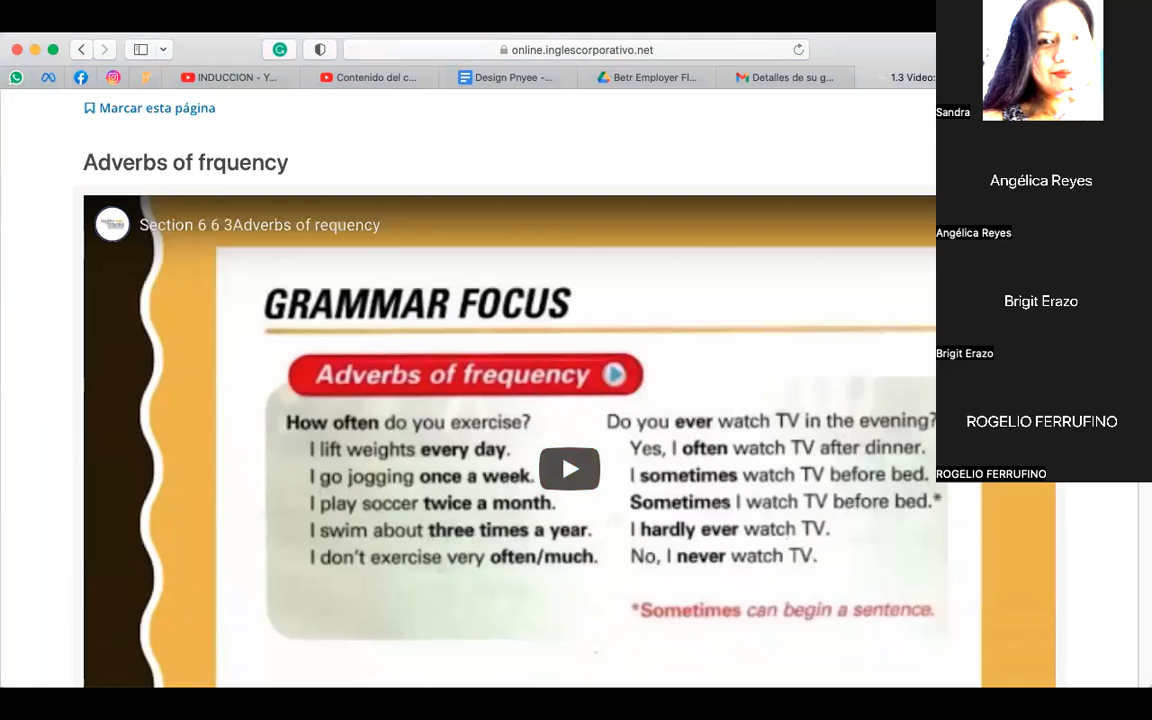 online.inglescorporativo.net
INDUCCION - Y...
Contenido del c...
Design Pnyee -...
Betr Employer Fl...
Detalles de su g...
1.3 Video:
Marcar esta página
Adverbs of frquency
Section 6 6 3Adverbs of requency
GRAMMAR FOCUS
Adverbs of frequency
How often do you exercise?
I lift weights every day.
I go jogging once a week.
I play soccer twice a month.
I swim about three times a year.
I don't exercise very often/much.
Do you ever watch TV in the evening?
Yes, I often watch TV after dinner.
I sometimes watch TV before bed.
Sometimes I watch TV before bed.*
I hardly ever watch TV.
No, I never watch TV.
*Sometimes can begin a sentence.
Sandra
Angélica Reyes
Angélica Reyes
Brigit Erazo
Brigit Erazo
ROGELIO FERRUFINO
ROGELIO FERRUFINO